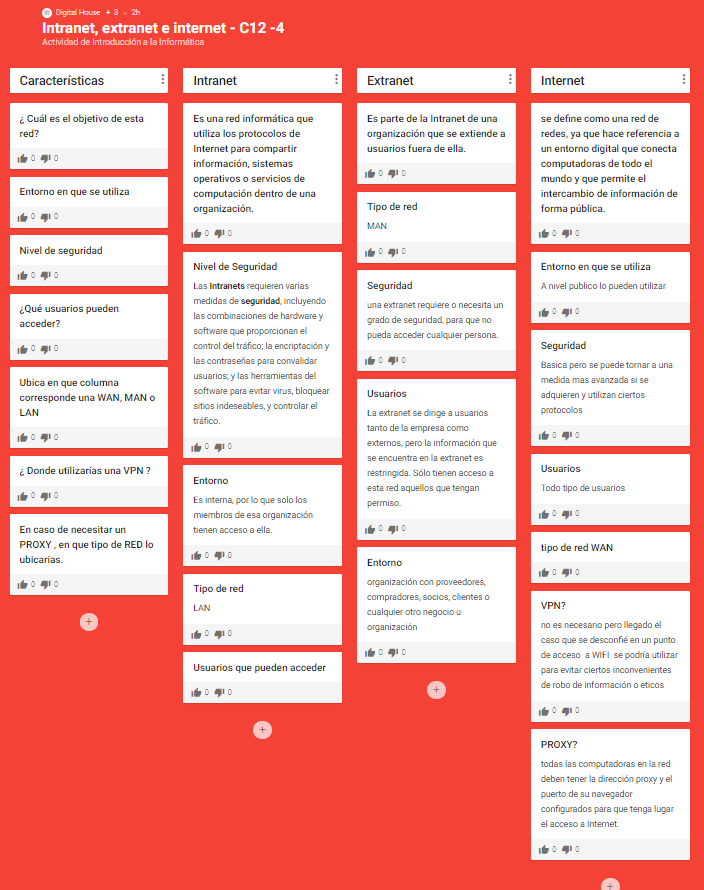 Digital House + 3 • 2h
Intranet, extranet e internet - C12 -4
Actividad de Introducción a la Informática
Características
¿ Cuál es el objetivo de esta
red?
0 0
Entorno en que se utiliza
0 0
Nivel de seguridad
0 0
¿Qué usuarios pueden
acceder?
0 0
Ubica en que columna
corresponde una WAN, MAN o
LAN
0 0
¿ Donde utilizarías una VPN ?
0 0
En caso de necesitar un
PROXY , en que tipo de RED lo
ubicarias.
0 0
+
Intranet
Es una red informática que
utiliza los protocolos de
Internet para compartir
información, sistemas
operativos o servicios de
computación dentro de una
organización.
0 0
Nivel de Seguridad
Las Intranets requieren varias
medidas de seguridad, incluyendo
las combinaciones de hardware y
software que proporcionan el
control del tráfico; la encriptación y
las contraseñas para convalidar
usuarios; y las herramientas del
software para evitar virus, bloquear
sitios indeseables, y controlar el
tráfico.
0 0
Entorno
Es interna, por lo que solo los
miembros de esa organización
tienen acceso a ella.
0 0
Tipo de red
LAN
0 0
Usuarios que pueden acceder
0 0
+
Extranet
Es parte de la Intranet de una
organización que se extiende a
usuarios fuera de ella.
0 0
Tipo de red
MAN
0 0
Seguridad
una extranet requiere o necesita un
grado de seguridad, para que no
pueda acceder cualquier persona.
0 0
Usuarios
La extranet se dirige a usuarios
tanto de la empresa como
externos, pero la información que
se encuentra en la extranet es
restringida. Sólo tienen acceso a
esta red aquellos que tengan
permiso.
0 0
Entorno
organización con proveedores,
compradores, socios, clientes o
cualquier otro negocio u
organización
0 0
+
Internet
se define como una red de
redes, ya que hace referencia a
un entorno digital que conecta
computadoras de todo el
mundo y que permite el
intercambio de información de
forma pública.
0 0
Entorno en que se utiliza
A nivel publico lo pueden utilizar
0 0
Seguridad
Basica pero se puede tornar a una
medida mas avanzada si se
adquieren y utilizan ciertos
protocolos
0 0
Usuarios
Todo tipo de usuarios
0 0
tipo de red WAN
0 0
VPN?
no es necesario pero llegado el
caso que se desconfié en un punto
de acceso a WIFI se podría utilizar
para evitar ciertos inconvenientes
de robo de información o eticos
0 0
PROXY?
todas las computadoras en la red
deben tener la dirección proxy y el
puerto de su navegador
configurados para que tenga lugar
el acceso a Internet.
0 0
+